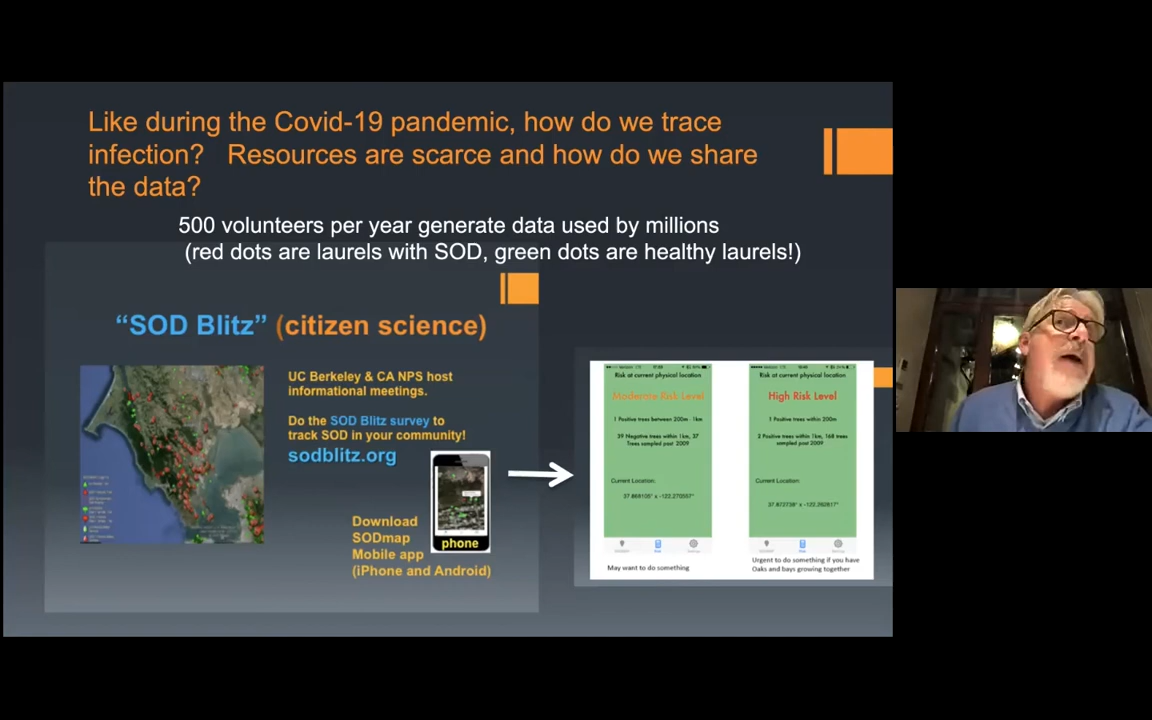 Like during the Covid-19 pandemic, how do we trace
infection? Resources are scarce and how do we share
the data?
500 volunteers per year generate data used by millions
(red dots are laurels with SOD, green dots are healthy laurels!)
“SOD Blitz” (citizen science)
UC Berkeley & CA NPS host
informational meetings.
Do the SOD Blitz survey to
track SOD in your community!
sodblitz.org
Download
SODmap
Mobile app
(iPhone and Android)
phone
Risk at current physical location
Moderate Risk Level
1 Positive trees between 200m - 1km
39 Negative trees within 1km, 37
Trees sampled post 2009
Current Location:
May want to do something
Risk at current physical location
High Risk Level
1 Positive trees within 200m
2 Positive trees within 1km, 168 trees
sampled post 2009
Current Location:
Urgent to do something if you have
Oaks and bays growing together